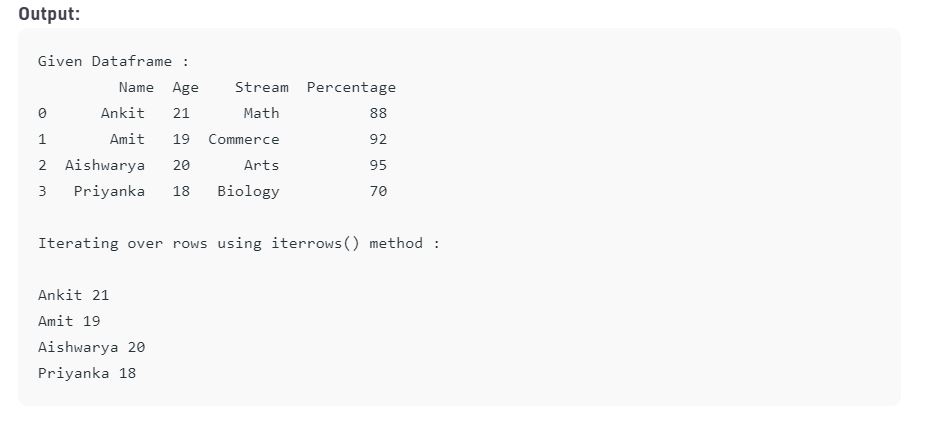 Output:
Given Dataframe :
Name Age Stream Percentage
0 Ankit 21 Math 88
1 Amit 19 Commerce 92
2 Aishwarya 20 Arts 95
3 Priyanka 18 Biology 70
Iterating over rows using iterrows() method :
Ankit 21
Amit 19
Aishwarya 20
Priyanka 18